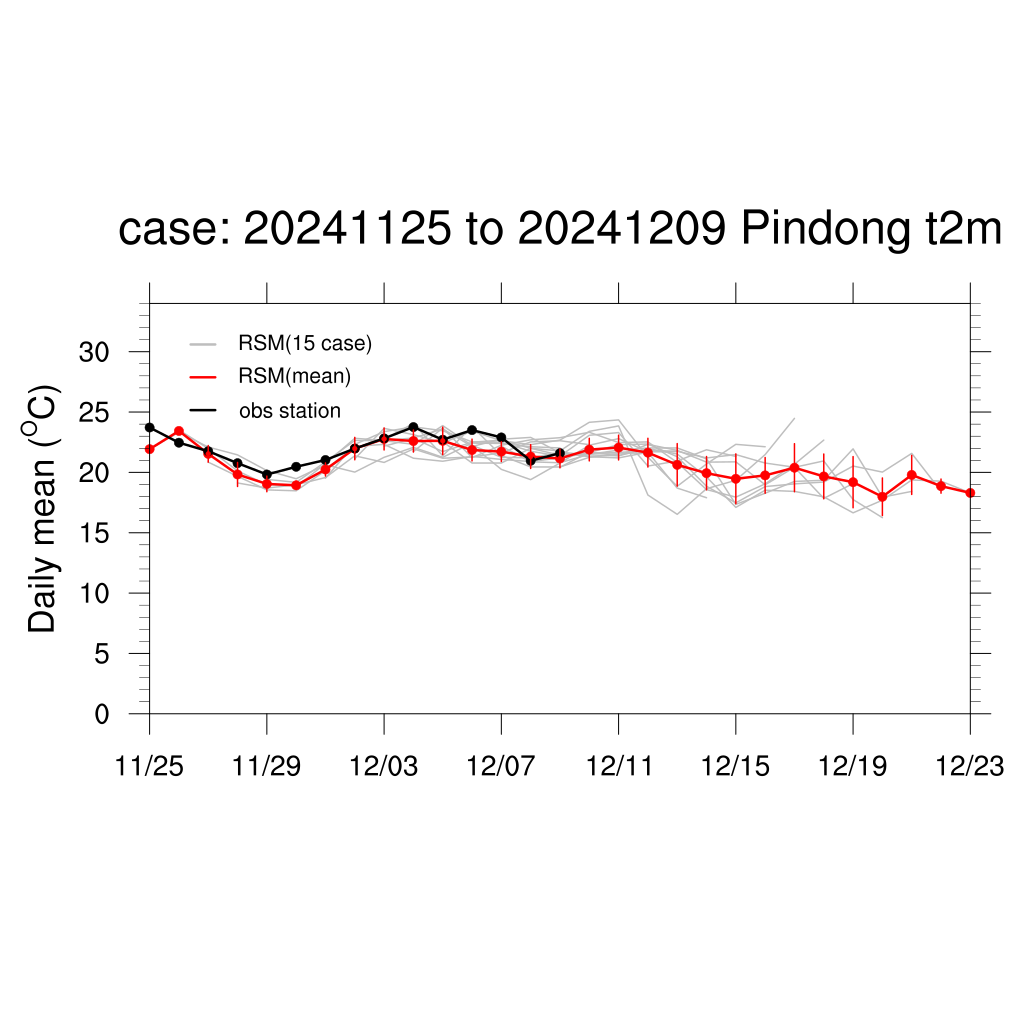 case: 20241125 to 20241209 Pindong t2m
RSM(15 case)
RSM(mean)
obs station
Daily mean (°C)
30
25
20
15
10
5
0
11/25 11/29 12/03 12/07 12/11 12/15 12/19 12/23